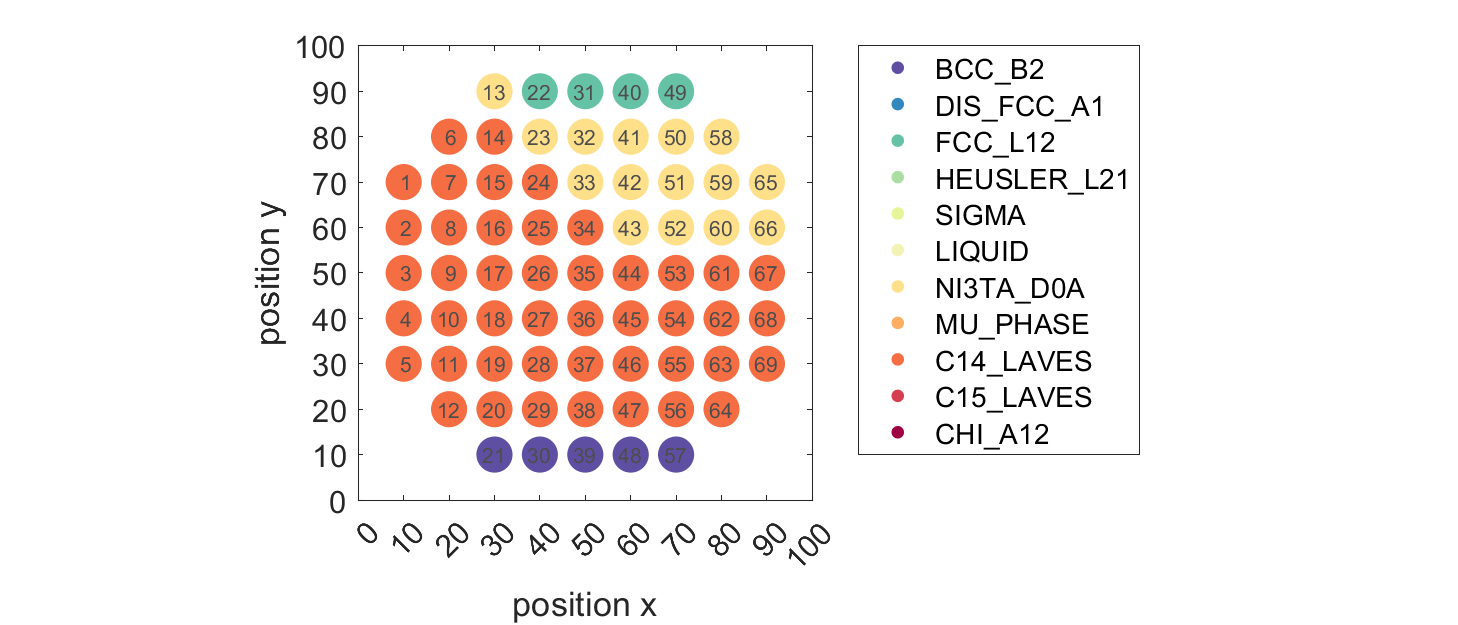 100
90
80
70
60
50
40
30
20
10
0
position y
13 22 31 40 49
6 14 23 32 41 50 58
1 7 15 24 33 42 51 59 65
2 8 16 25 34 43 52 60 66
3 9 17 26 35 44 53 61 67
4 10 18 27 36 45 54 62 68
5 11 19 28 37 46 55 63 69
12 20 29 38 47 56 64
21 30 39 48 57
0 10 20 30 40 50 60 70 80 90 100
position x
BCC_B2
DIS_FCC_A1
FCC_L12
HEUSLER_L21
SIGMA
LIQUID
NI3TA_D0A
MU_PHASE
C14_LAVES
C15_LAVES
CHI_A12